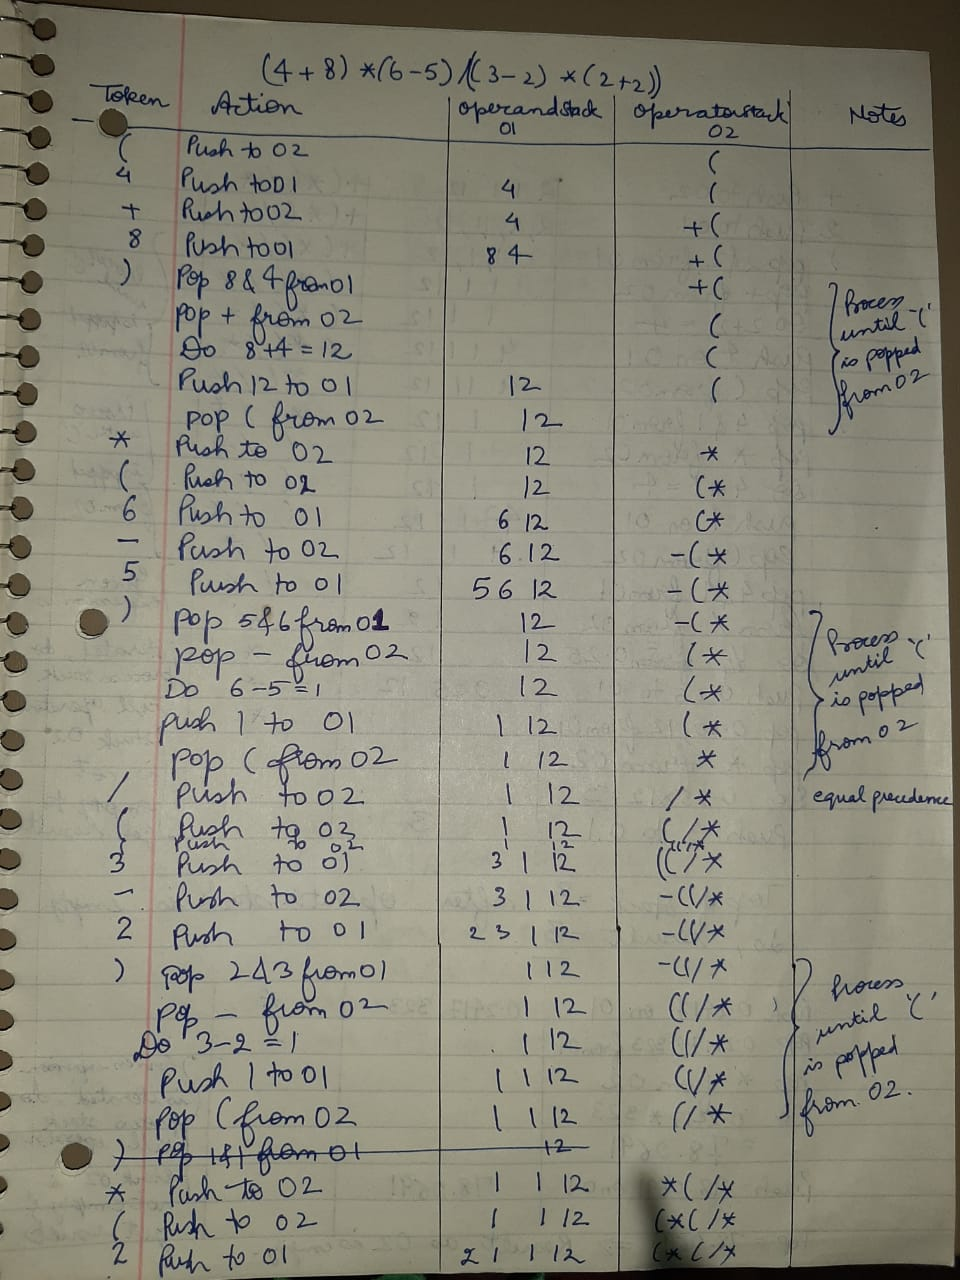 (4+8) *(6-5)/((3-2) *(2+2))
Token Action operandstack 01 operatorstack 02 Notes
( Push to 02 (
4 Push to 01 4 (
+ Push to 02 4 +(
8 Push to 01 8 4 +(
) Pop 8 & 4 from 01 +( Process
pop + from 02 ( until '('
Do 8+4 = 12 ( is popped
Push 12 to 01 12 ( from 02
pop ( from 02 12
* Push to 02 12 *
( Push to 02 12 (*
6 Push to 01 6 12 (*
- Push to 02 6 12 -(*
5 Push to 01 5 6 12 -(*
) pop 5&6 from 01 12 -(* Process
pop - from 02 12 (* until '('
Do 6-5=1 12 (* is popped
push 1 to 01 1 12 (* from 02
pop ( from 02 1 12 *
/ Push to 02 1 12 /* equal precedence
( Push to 02 1 12 (/*
( Push to 02 1 12 ((/*
3 Push to 01 3 1 12 ((/*
- Push to 02 3 1 12 -((/*
2 Push to 01 2 3 1 12 -((/*
) Pop 2&3 from 01 1 12 -((/* Process
pop - from 02 1 12 ((/* until '('
Do 3-2 = 1 1 12 ((/* is popped
Push 1 to 01 1 1 12 ((/* from 02.
pop ( from 02 1 1 12 (/*
) pop 1&1 from 01 12
* Push to 02 1 1 12 *(/*
( Push to 02 1 1 12 (*(/*
2 Push to 01 2 1 1 12 (*(/*